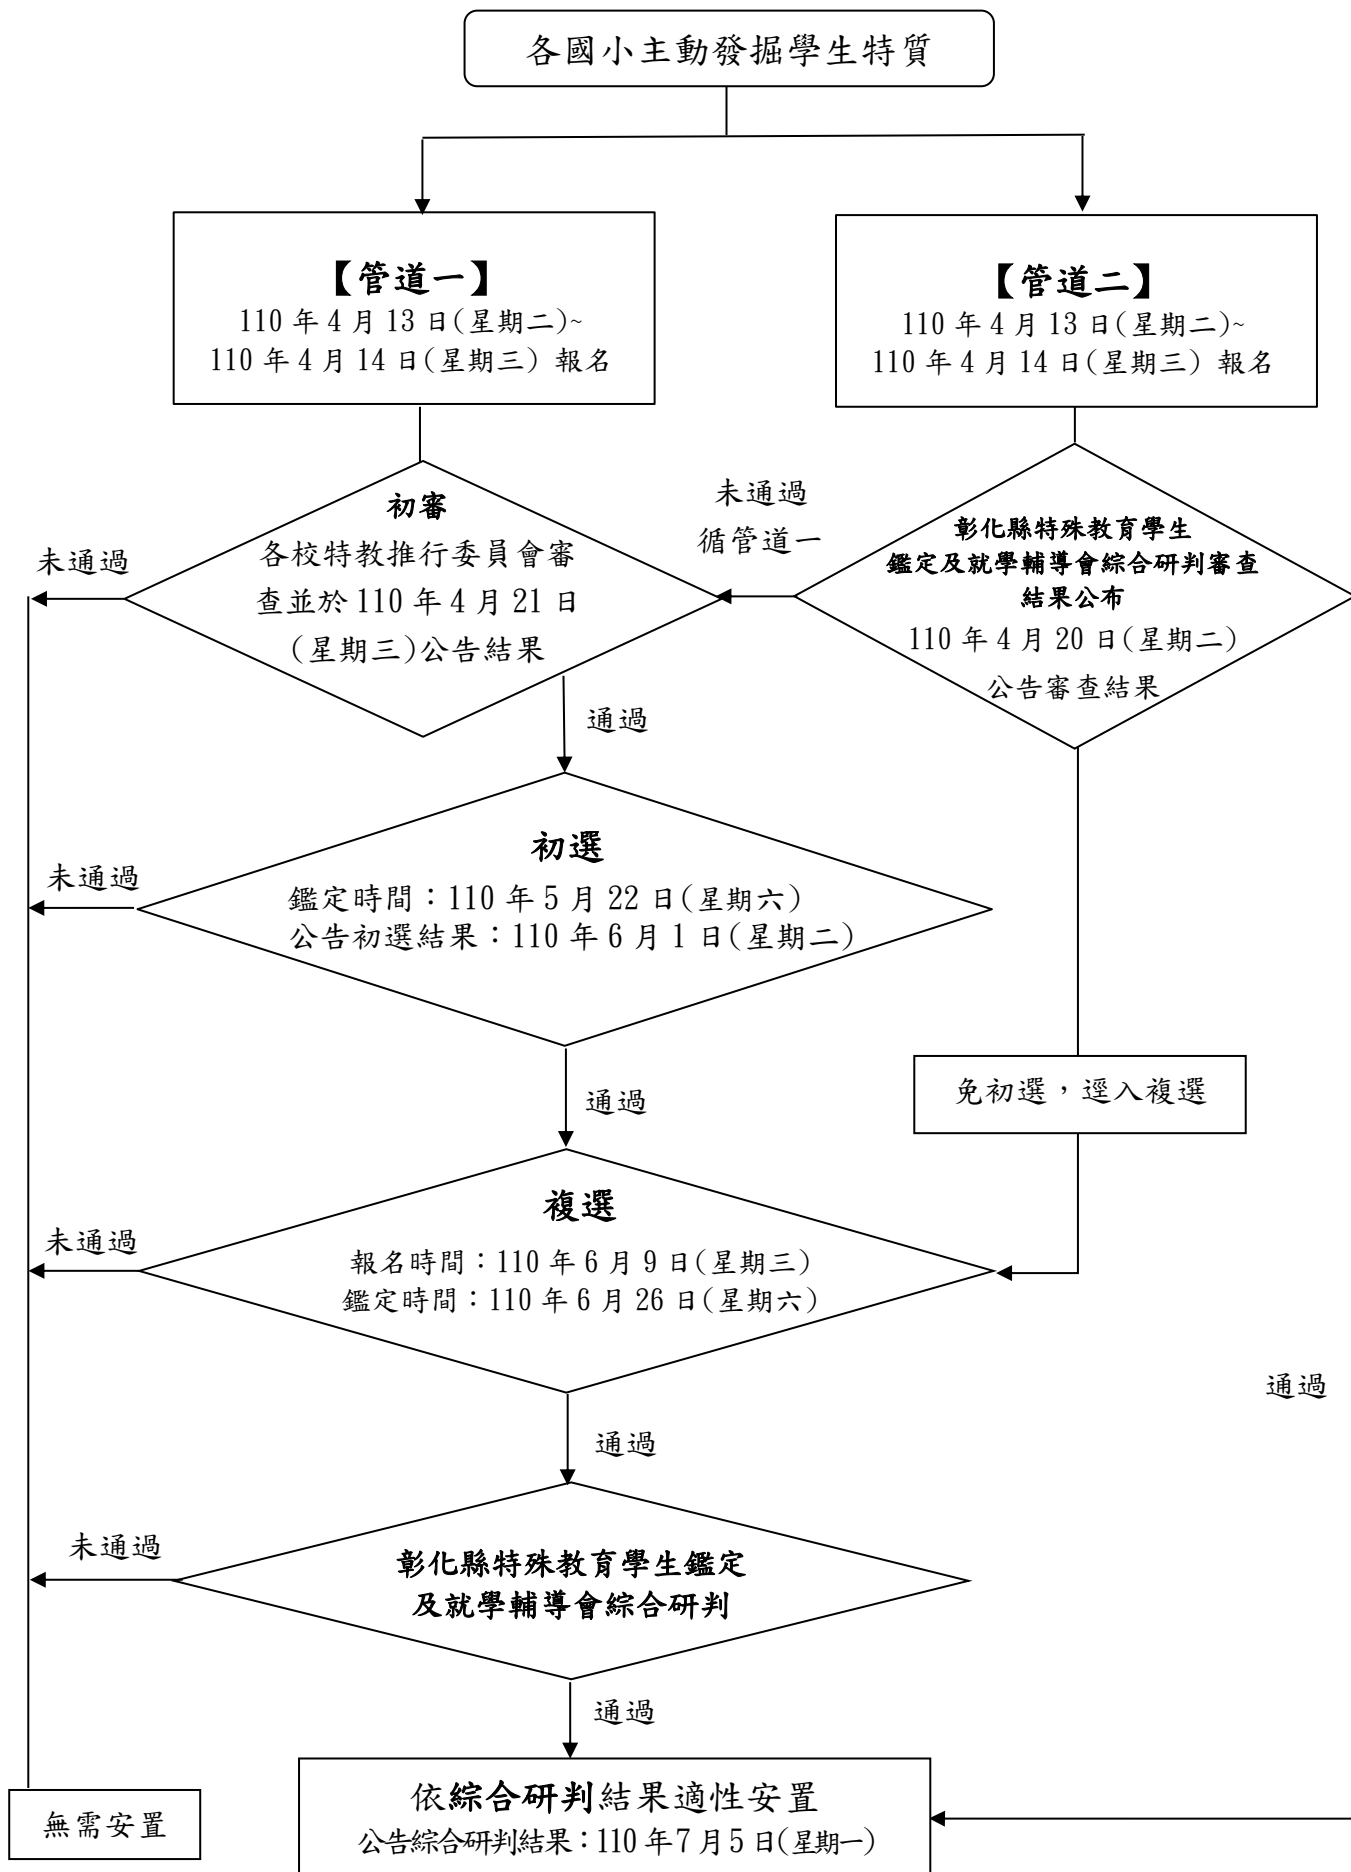 各國小主動發掘學生特質
【管道一】
110 年 4 月 13 日(星期二)~
110 年 4 月 14 日(星期三) 報名
【管道二】
110 年 4 月 13 日(星期二)~
110 年 4 月 14 日(星期三) 報名
初審
各校特教推行委員會審
查並於 110 年 4 月 21 日
(星期三)公告結果
未通過
未通過
循管道一
彰化縣特殊教育學生
鑑定及就學輔導會綜合研判審查
結果公布
110 年 4 月 20 日(星期二)
公告審查結果
通過
初選
鑑定時間：110 年 5 月 22 日(星期六)
公告初選結果：110 年 6 月 1 日(星期二)
未通過
通過
免初選，逕入複選
複選
報名時間：110 年 6 月 9 日(星期三)
鑑定時間：110 年 6 月 26 日(星期六)
未通過
通過
通過
彰化縣特殊教育學生鑑定
及就學輔導會綜合研判
未通過
通過
無需安置
依綜合研判結果適性安置
公告綜合研判結果：110 年 7 月 5 日(星期一)